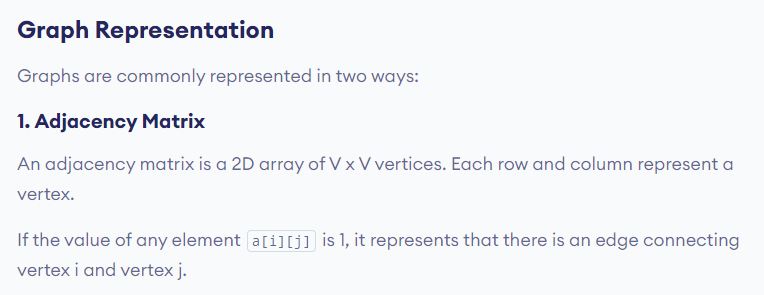 Graph Representation
Graphs are commonly represented in two ways:
1. Adjacency Matrix
An adjacency matrix is a 2D array of V x V vertices. Each row and column represent a
vertex.
If the value of any element a[i][j] is 1, it represents that there is an edge connecting
vertex i and vertex j.